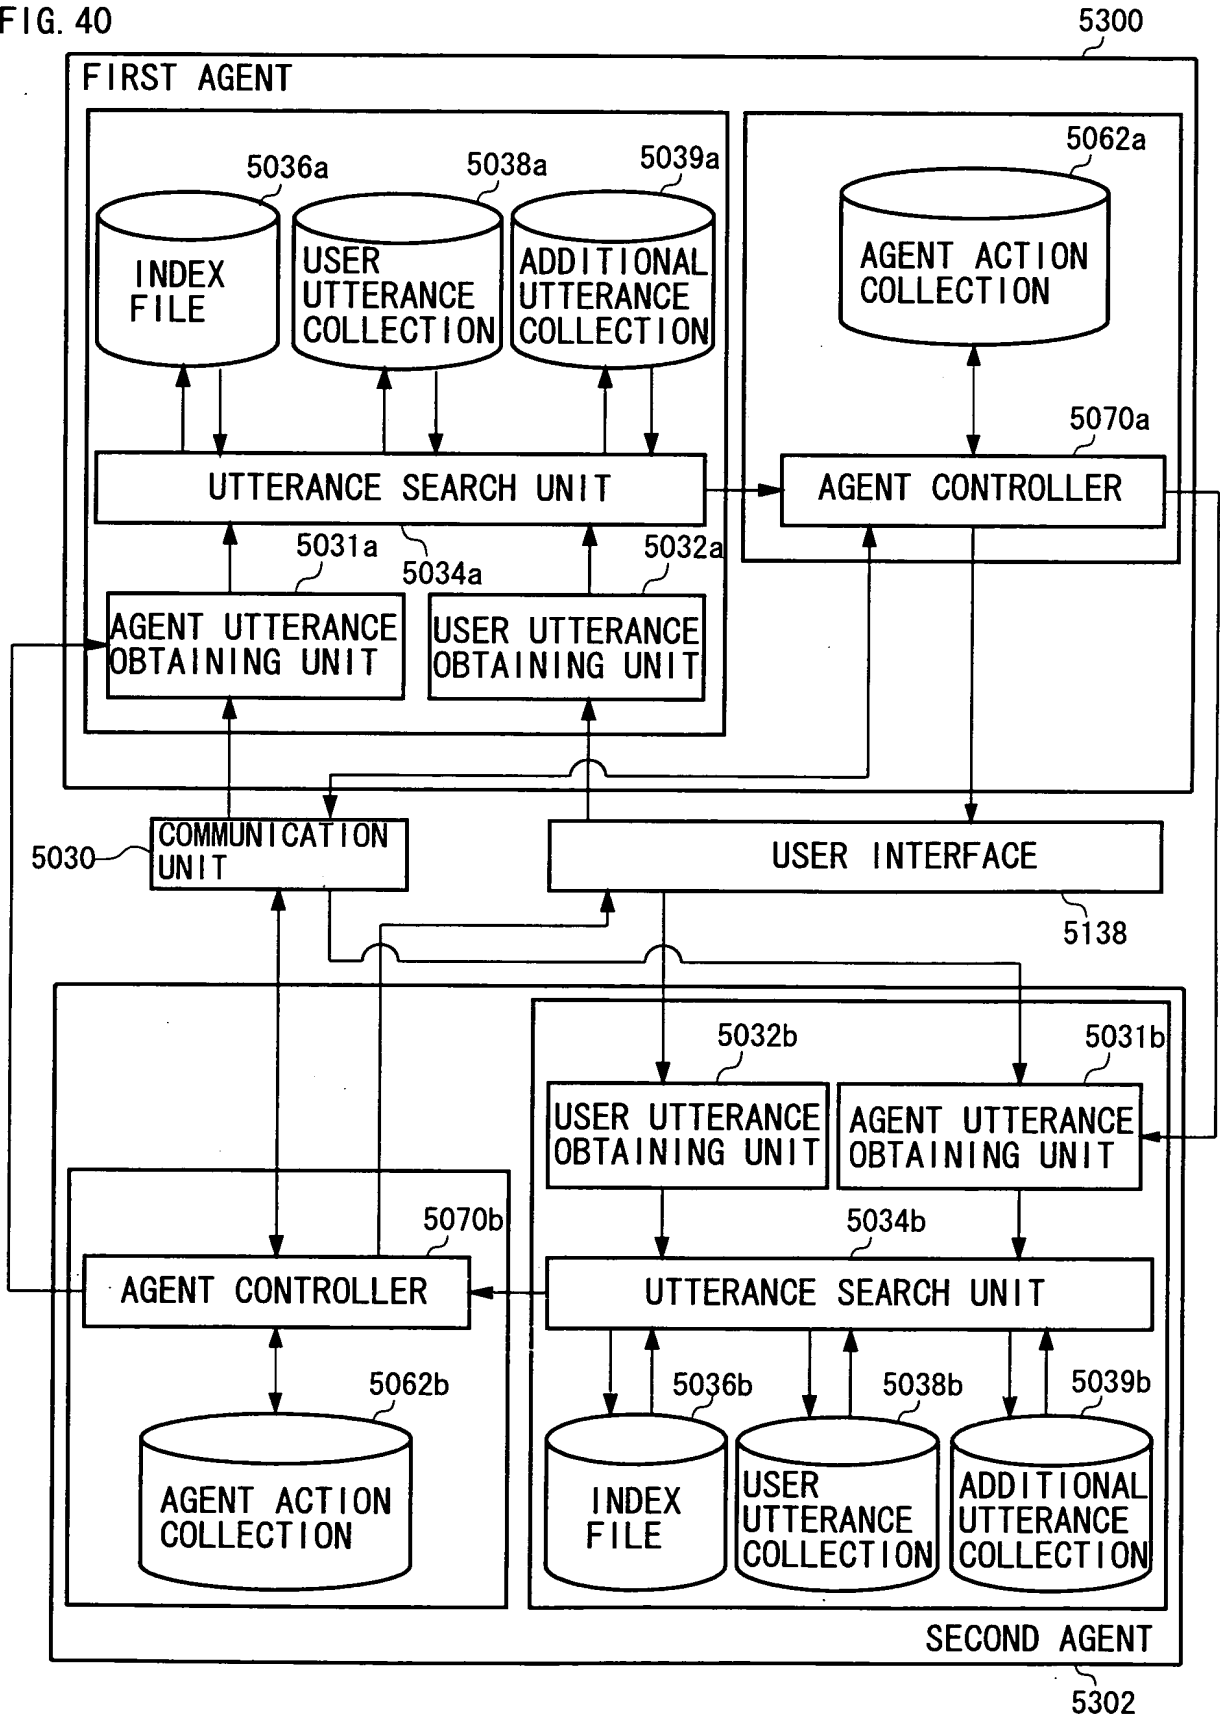 FIG. 40
5300
FIRST AGENT
5036a
5038a
5039a
5062a
INDEX
FILE
USER
UTTERANCE
COLLECTION
ADDITIONAL
UTTERANCE
COLLECTION
AGENT ACTION
COLLECTION
5070a
UTTERANCE SEARCH UNIT
AGENT CONTROLLER
5031a
5034a
5032a
AGENT UTTERANCE
OBTAINING UNIT
USER UTTERANCE
OBTAINING UNIT
5030
COMMUNICATION
UNIT
USER INTERFACE
5138
5032b
5031b
USER UTTERANCE
OBTAINING UNIT
AGENT UTTERANCE
OBTAINING UNIT
5070b
5034b
AGENT CONTROLLER
UTTERANCE SEARCH UNIT
5062b
5036b
5038b
5039b
AGENT ACTION
COLLECTION
INDEX
FILE
USER
UTTERANCE
COLLECTION
ADDITIONAL
UTTERANCE
COLLECTION
SECOND AGENT
5302